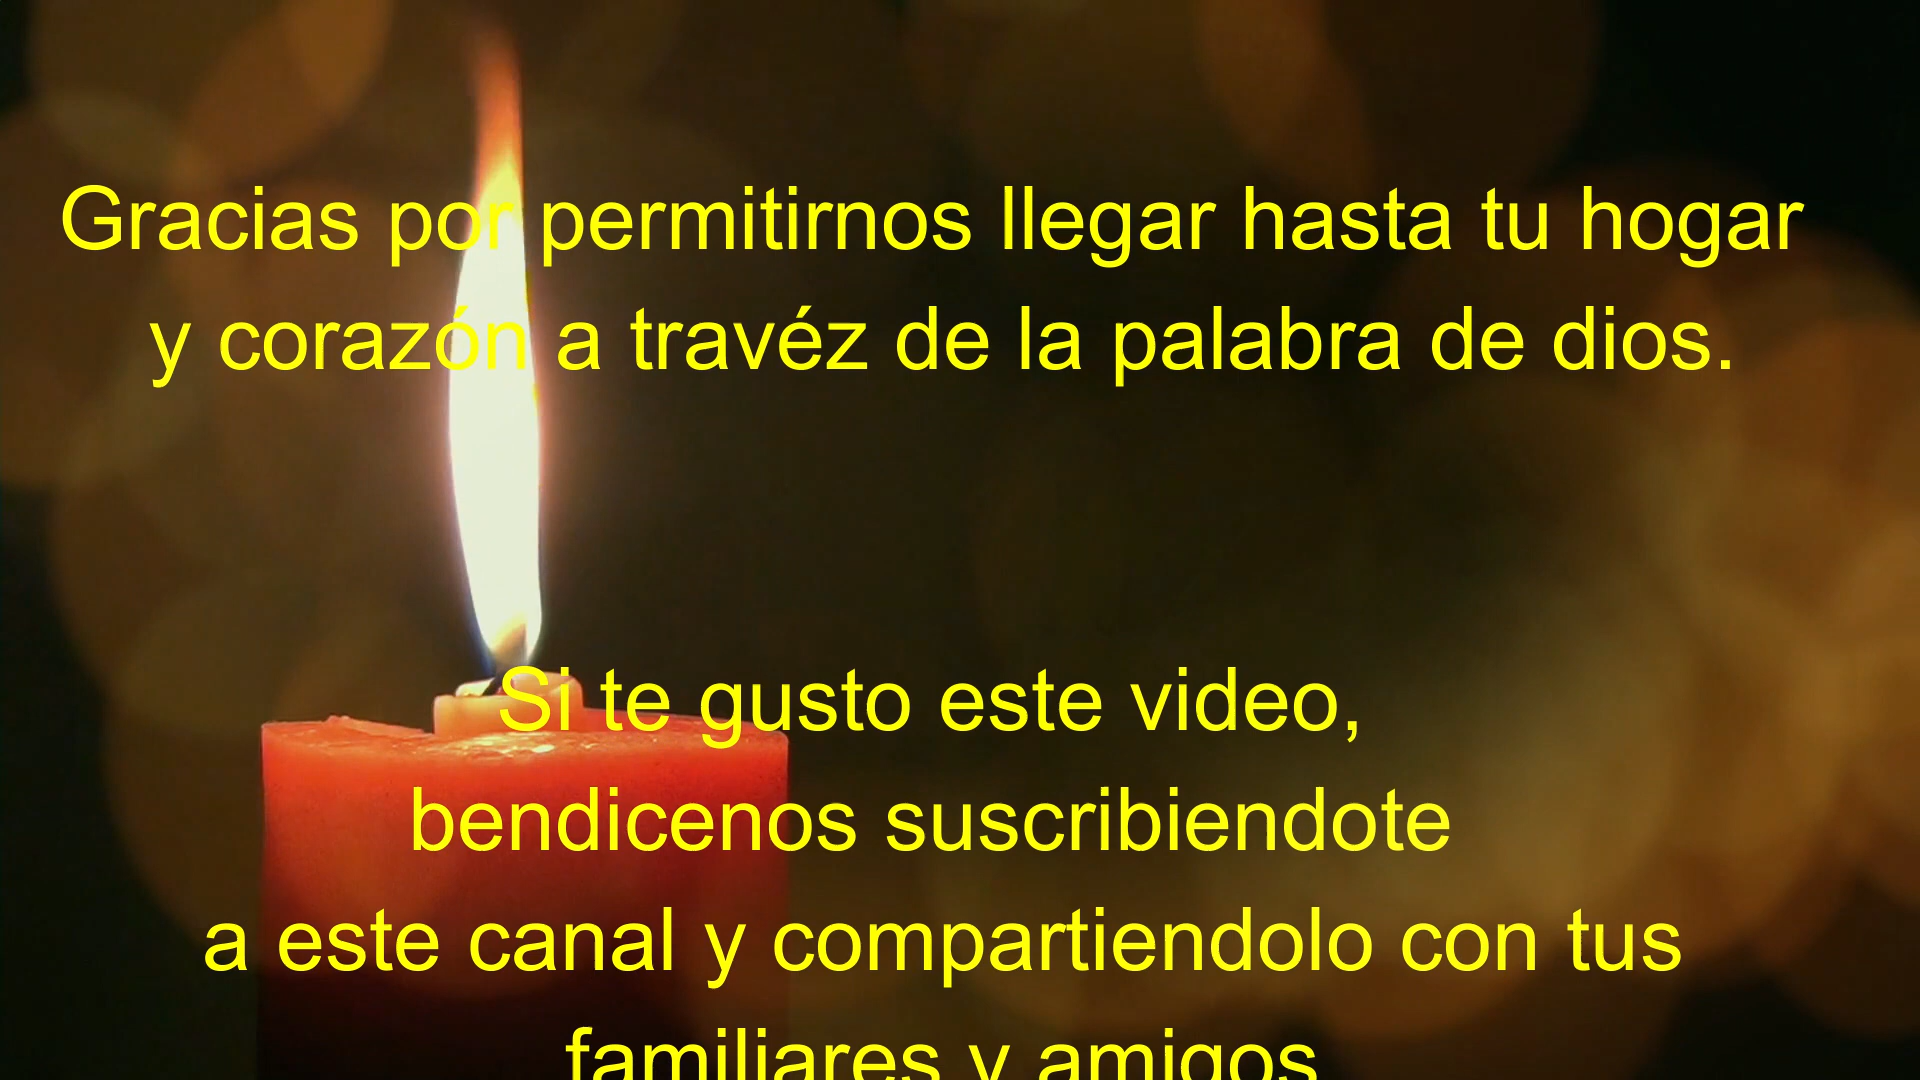 Gracias por permitirnos llegar hasta tu hogar
y corazón a travéz de la palabra de dios.
Si te gusto este video,
bendicenos suscribiendote
a este canal y compartiendolo con tus
familiares y amigos